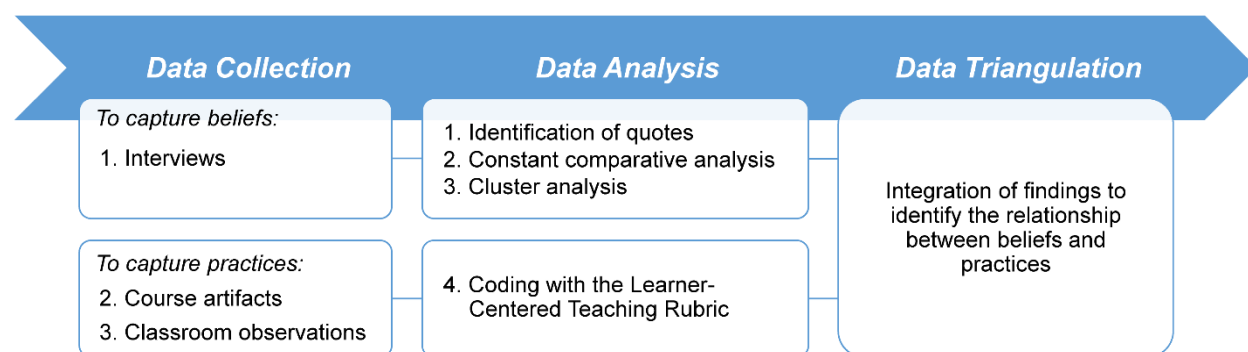 Data Collection
Data Analysis
Data Triangulation
To capture beliefs:
1. Interviews
1. Identification of quotes
2. Constant comparative analysis
3. Cluster analysis
To capture practices:
2. Course artifacts
3. Classroom observations
4. Coding with the Learner-
Centered Teaching Rubric
Integration of findings to
identify the relationship
between beliefs and
practices